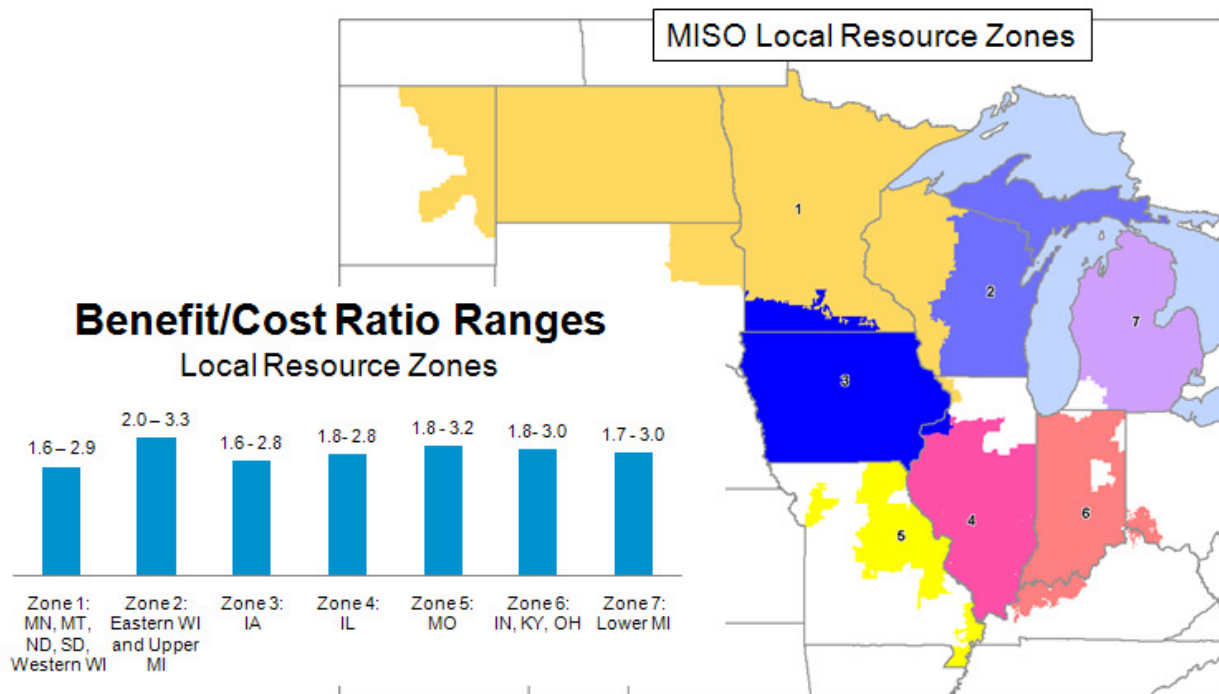 MISO Local Resource Zones
1
2
7
3
4
5
6
Benefit/Cost Ratio Ranges
Local Resource Zones
1.6 – 2.9
2.0 – 3.3
1.6 - 2.8
1.8- 2.8
1.8 - 3.2
1.8- 3.0
1.7 - 3.0
Zone 1:
MN, MT,
ND, SD,
Western WI
Zone 2:
Eastern WI
and Upper
MI
Zone 3:
IA
Zone 4:
IL
Zone 5:
MO
Zone 6:
IN, KY, OH
Zone 7:
Lower MI